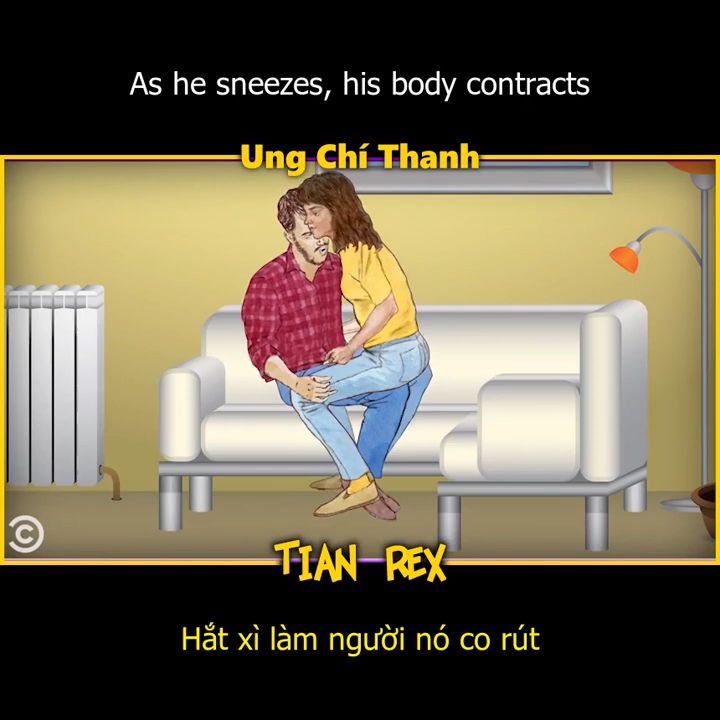 As he sneezes, his body contracts
Ung Chí Thanh
TIAN REX
Hắt xì làm người nó co rút